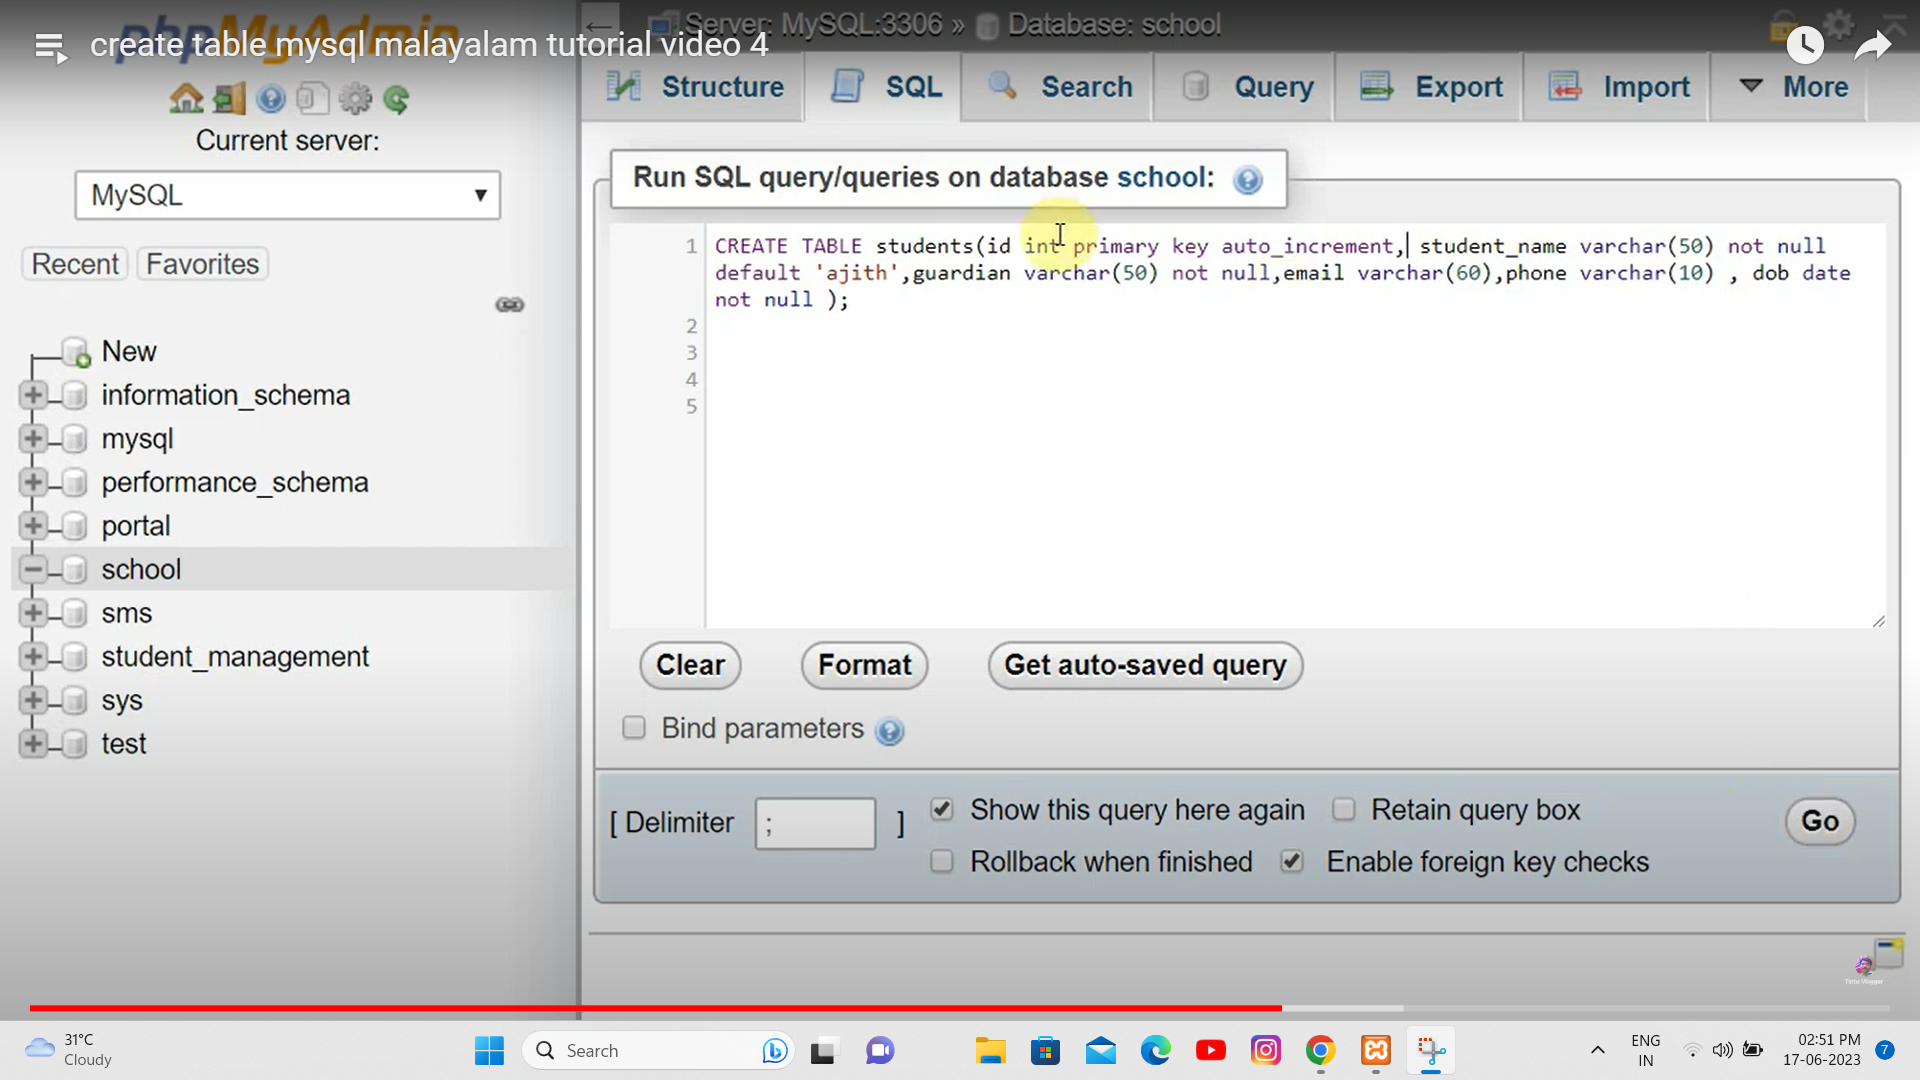 phpMyAdmin
Server: MySQL:3306 » Database: school
create table mysql malayalam tutorial video 4
Structure SQL Search Query Export Import More
Current server:
MySQL
Recent Favorites
New
information_schema
mysql
performance_schema
portal
school
sms
student_management
sys
test
Run SQL query/queries on database school:
1 CREATE TABLE students(id int primary key auto_increment, student_name varchar(50) not null
default 'ajith',guardian varchar(50) not null,email varchar(60),phone varchar(10) , dob date
not null );
2
3
4
5
Clear Format Get auto-saved query
Bind parameters
[ Delimiter ; ] Show this query here again Retain query box
Rollback when finished Enable foreign key checks
Go
31°C
Cloudy
Search
ENG
IN
02:51 PM
17-06-2023
7